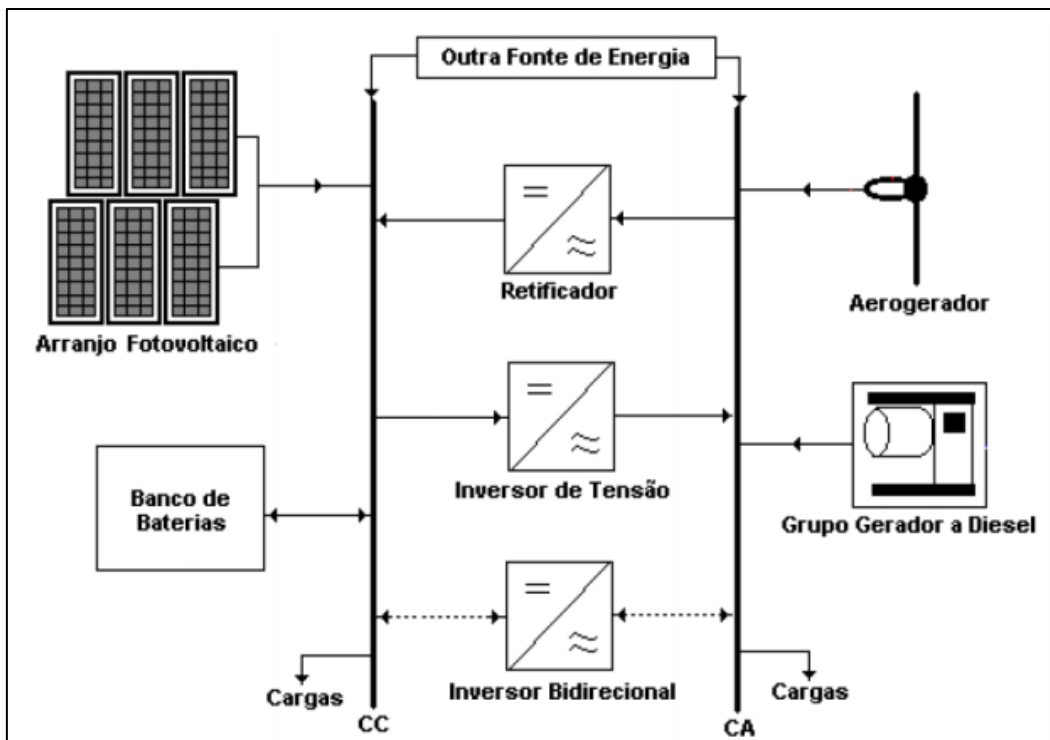 Outra Fonte de Energia
Arranjo Fotovoltaico
Retificador
Aerogerador
Banco de
Baterias
Inversor de Tensão
Grupo Gerador a Diesel
Inversor Bidirecional
Cargas
CC
Cargas
CA